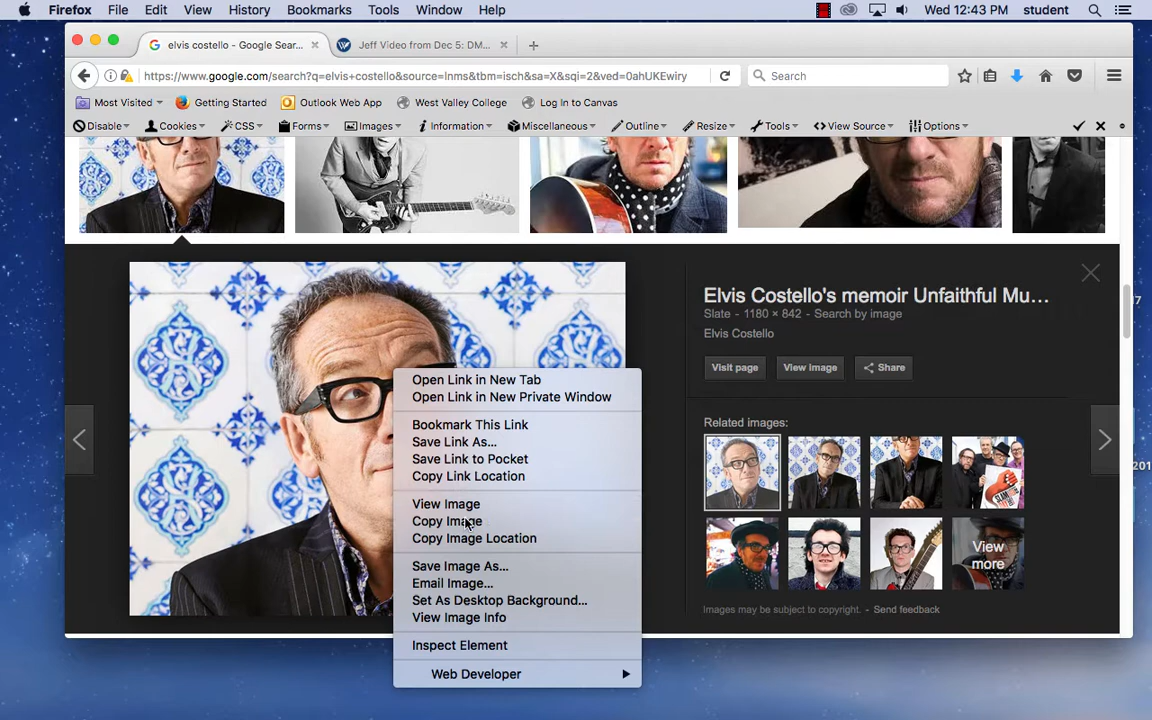 Firefox File Edit View History Bookmarks Tools Window Help Wed 12:43 PM student
elvis costello - Google Sear... Jeff Video from Dec 5: DM...
https://www.google.com/search?q=elvis+costello&source=lnms&tbm=isch&sa=X&sqi=2&ved=0ahUKEwiry Search
Most Visited Getting Started Outlook Web App West Valley College Log In to Canvas
Disable Cookies CSS Forms Images Information Miscellaneous Outline Resize Tools View Source Options
Elvis Costello's memoir Unfaithful Mu...
Slate - 1180 × 842 - Search by image
Elvis Costello
Visit page View Image Share
Related images:
View more
Images may be subject to copyright. - Send feedback
Open Link in New Tab
Open Link in New Private Window
Bookmark This Link
Save Link As...
Save Link to Pocket
Copy Link Location
View Image
Copy Image
Copy Image Location
Save Image As...
Email Image...
Set As Desktop Background...
View Image Info
Inspect Element
Web Developer